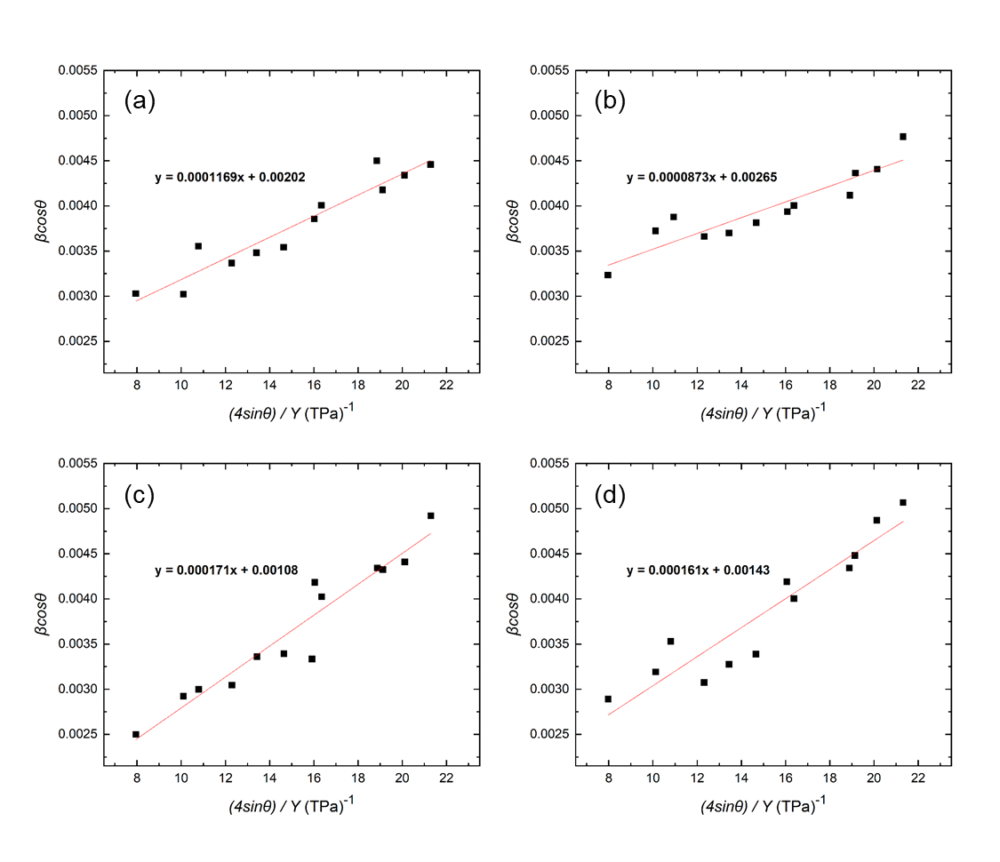 (a)
0.0055
0.0050
0.0045
0.0040
0.0035
0.0030
0.0025
βcosθ
y = 0.0001169x + 0.00202
8 10 12 14 16 18 20 22
(4sinθ) / Y (TPa)⁻¹
(b)
0.0055
0.0050
0.0045
0.0040
0.0035
0.0030
0.0025
βcosθ
y = 0.0000873x + 0.00265
8 10 12 14 16 18 20 22
(4sinθ) / Y (TPa)⁻¹
(c)
0.0055
0.0050
0.0045
0.0040
0.0035
0.0030
0.0025
βcosθ
y = 0.000171x + 0.00108
8 10 12 14 16 18 20 22
(4sinθ) / Y (TPa)⁻¹
(d)
0.0055
0.0050
0.0045
0.0040
0.0035
0.0030
0.0025
βcosθ
y = 0.000161x + 0.00143
8 10 12 14 16 18 20 22
(4sinθ) / Y (TPa)⁻¹